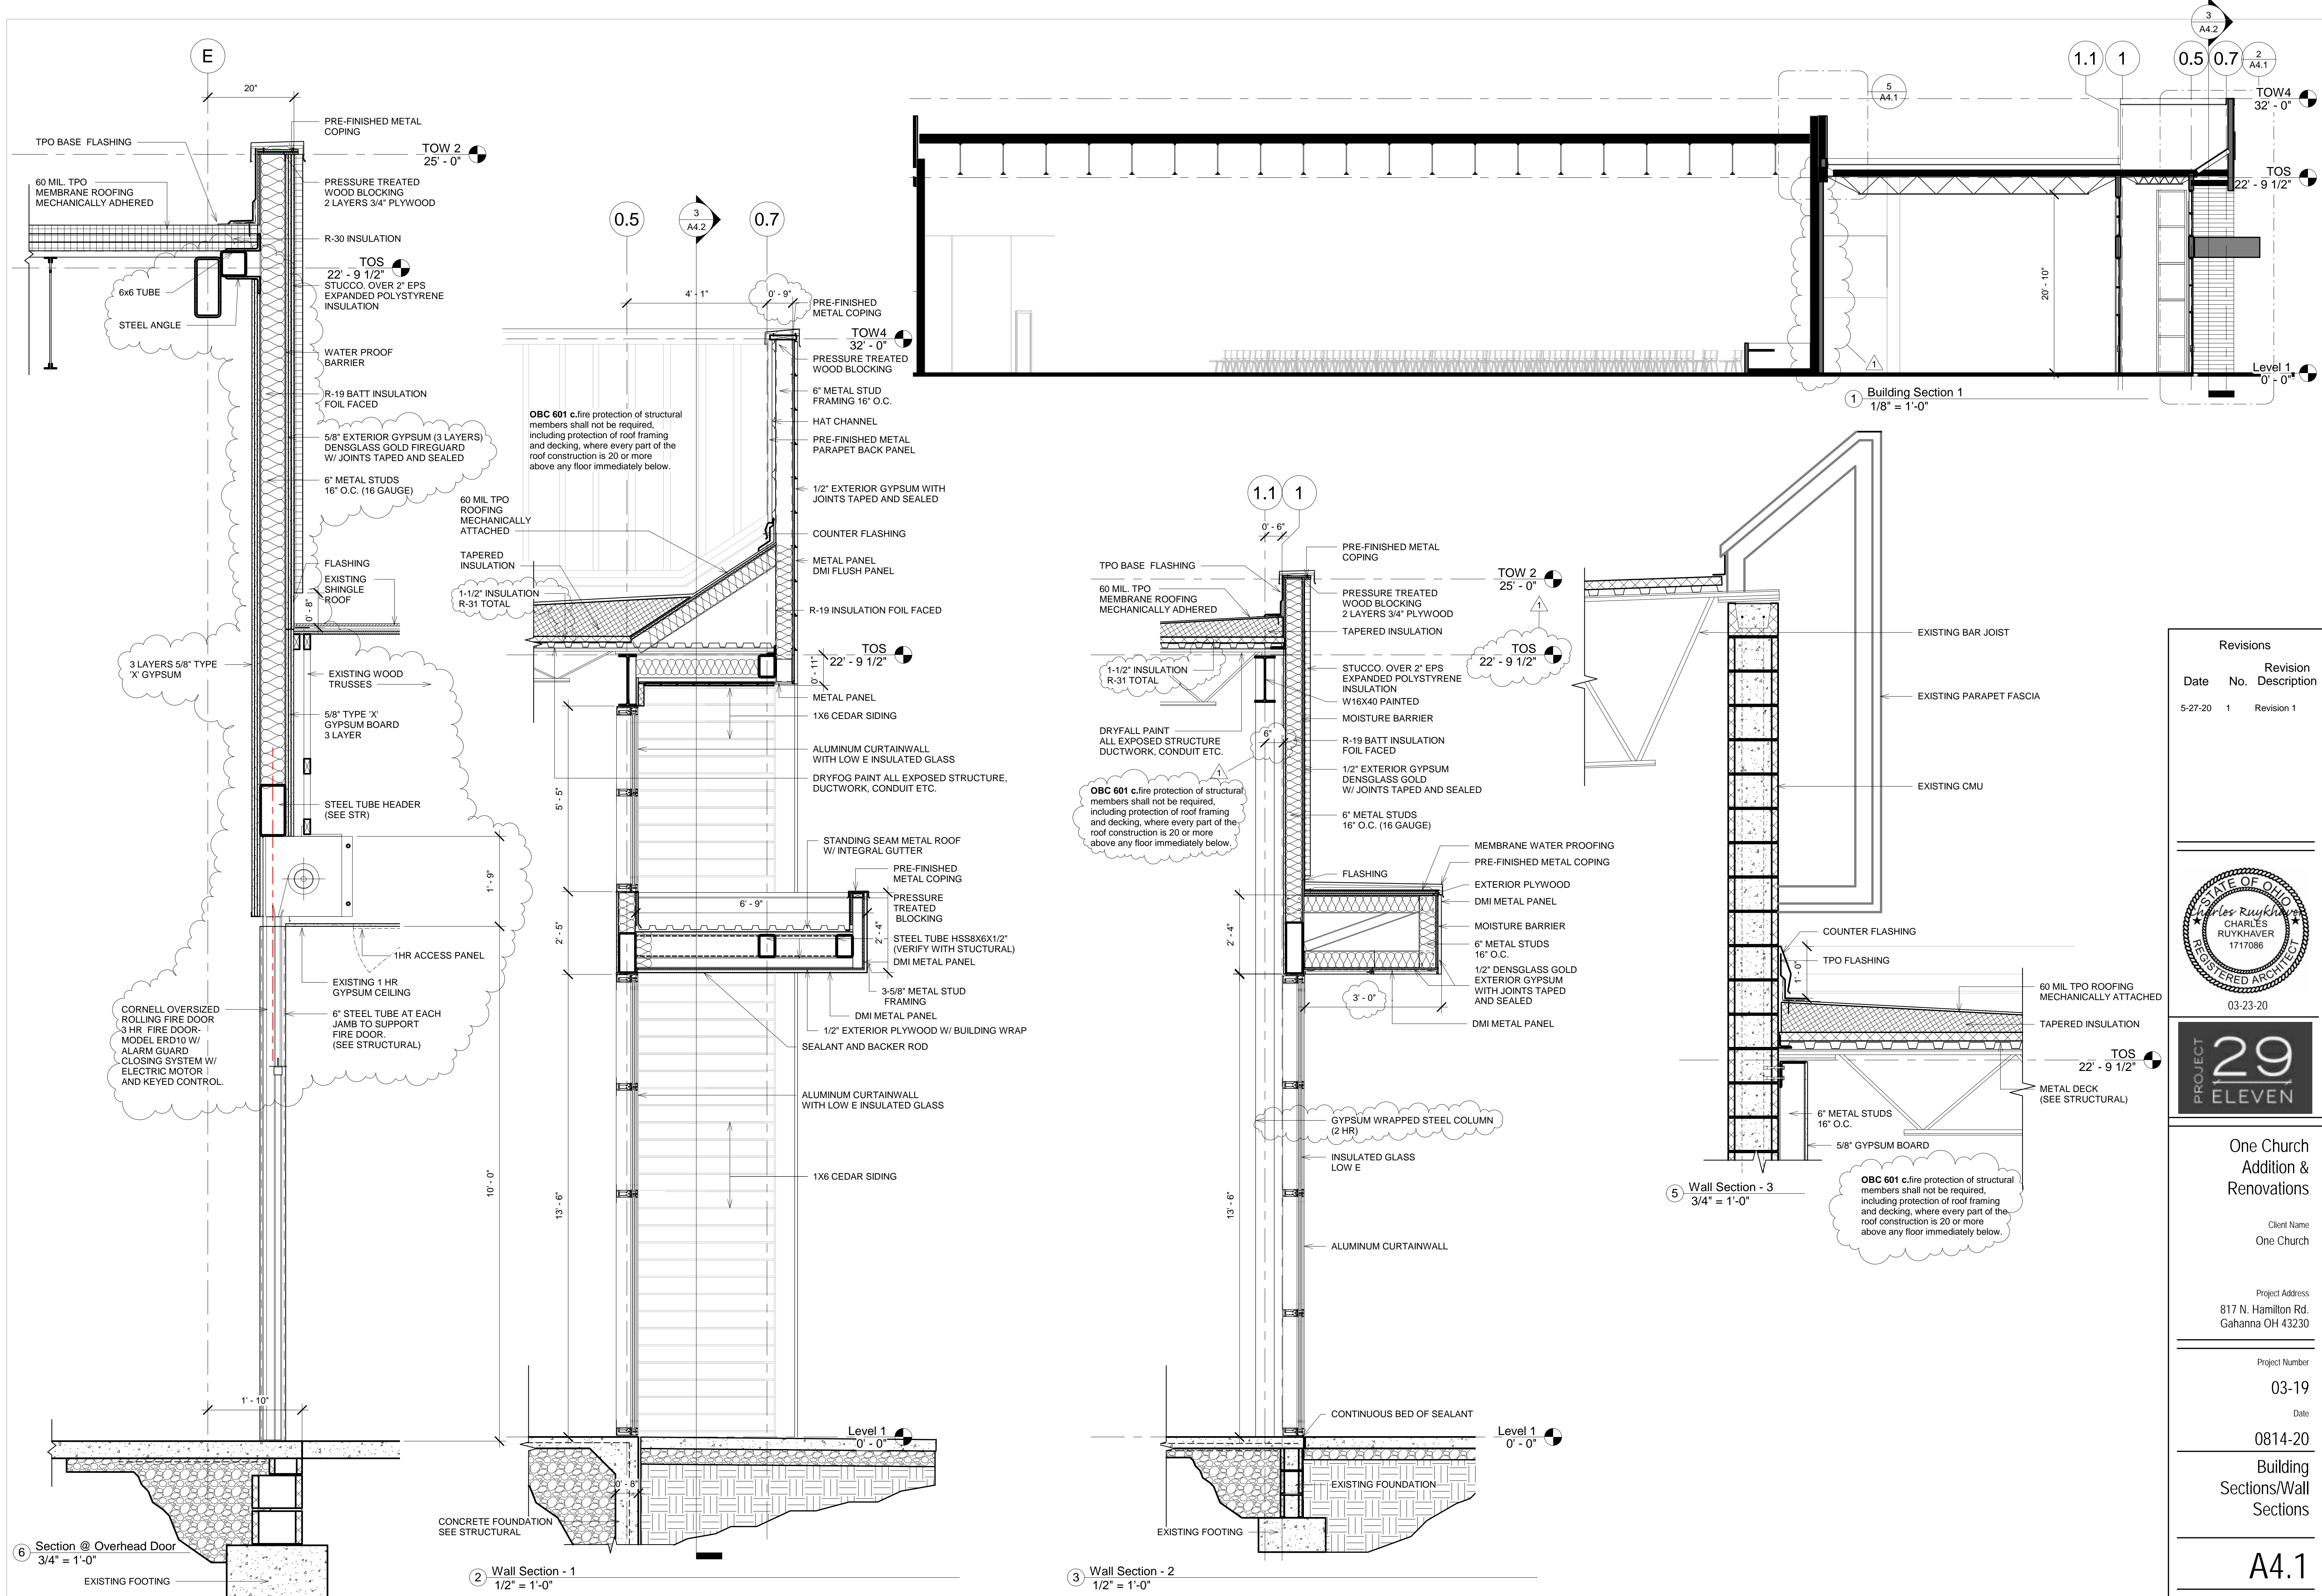 E
20"
PRE-FINISHED METAL
COPING
TPO BASE FLASHING
TOW 2
25' - 0"
60 MIL. TPO
MEMBRANE ROOFING
MECHANICALLY ADHERED
PRESSURE TREATED
WOOD BLOCKING
2 LAYERS 3/4" PLYWOOD
R-30 INSULATION
TOS
22' - 9 1/2"
6x6 TUBE
STUCCO. OVER 2" EPS
EXPANDED POLYSTYRENE
INSULATION
STEEL ANGLE
WATER PROOF
BARRIER
R-19 BATT INSULATION
FOIL FACED
5/8" EXTERIOR GYPSUM (3 LAYERS)
DENSGLASS GOLD FIREGUARD
W/ JOINTS TAPED AND SEALED
6" METAL STUDS
16" O.C. (16 GAUGE)
FLASHING
EXISTING
SHINGLE
ROOF
0' - 8"
3 LAYERS 5/8" TYPE
'X' GYPSUM
EXISTING WOOD
TRUSSES
5/8" TYPE 'X'
GYPSUM BOARD
3 LAYER
STEEL TUBE HEADER
(SEE STR)
1' - 9"
1HR ACCESS PANEL
EXISTING 1 HR
GYPSUM CEILING
CORNELL OVERSIZED
ROLLING FIRE DOOR
3 HR FIRE DOOR-
MODEL ERD10 W/
ALARM GUARD
CLOSING SYSTEM W/
ELECTRIC MOTOR
AND KEYED CONTROL.
6" STEEL TUBE AT EACH
JAMB TO SUPPORT
FIRE DOOR.
(SEE STRUCTURAL)
10' - 0"
1' - 10"
6 Section @ Overhead Door
3/4" = 1'-0"
EXISTING FOOTING
0.5
3
A4.2
0.7
4' - 1"
0' - 9"
PRE-FINISHED
METAL COPING
TOW4
32' - 0"
PRESSURE TREATED
WOOD BLOCKING
6" METAL STUD
FRAMING 16" O.C.
HAT CHANNEL
PRE-FINISHED METAL
PARAPET BACK PANEL
OBC 601 c.fire protection of structural
members shall not be required,
including protection of roof framing
and decking, where every part of the
roof construction is 20 or more
above any floor immediately below.
60 MIL TPO
ROOFING
MECHANICALLY
ATTACHED
1/2" EXTERIOR GYPSUM WITH
JOINTS TAPED AND SEALED
COUNTER FLASHING
TAPERED
INSULATION
METAL PANEL
DMI FLUSH PANEL
1-1/2" INSULATION
R-31 TOTAL
R-19 INSULATION FOIL FACED
TOS
22' - 9 1/2"
0' - 11"
METAL PANEL
1X6 CEDAR SIDING
ALUMINUM CURTAINWALL
WITH LOW E INSULATED GLASS
DRYFOG PAINT ALL EXPOSED STRUCTURE,
DUCTWORK, CONDUIT ETC.
5' - 5"
STANDING SEAM METAL ROOF
W/ INTEGRAL GUTTER
PRE-FINISHED
METAL COPING
6' - 9"
PRESSURE
TREATED
BLOCKING
2' - 5"
2' - 4"
STEEL TUBE HSS8X6X1/2"
(VERIFY WITH STUCTURAL)
DMI METAL PANEL
3-5/8" METAL STUD
FRAMING
DMI METAL PANEL
1/2" EXTERIOR PLYWOOD W/ BUILDING WRAP
SEALANT AND BACKER ROD
ALUMINUM CURTAINWALL
WITH LOW E INSULATED GLASS
1X6 CEDAR SIDING
13' - 6"
Level 1
0' - 0"
0' - 8"
CONCRETE FOUNDATION
SEE STRUCTURAL
2 Wall Section - 1
1/2" = 1'-0"
3
A4.2
1.1
1
0.5
0.7
2
A4.1
5
A4.1
TOW4
32' - 0"
TOS
22' - 9 1/2"
20' - 10"
1
Level 1
0' - 0"
1 Building Section 1
1/8" = 1'-0"
1.1
1
0' - 6"
PRE-FINISHED METAL
COPING
TPO BASE FLASHING
TOW 2
25' - 0"
60 MIL. TPO
MEMBRANE ROOFING
MECHANICALLY ADHERED
PRESSURE TREATED
WOOD BLOCKING
2 LAYERS 3/4" PLYWOOD
1
TAPERED INSULATION
TOS
22' - 9 1/2"
1-1/2" INSULATION
R-31 TOTAL
STUCCO. OVER 2" EPS
EXPANDED POLYSTYRENE
INSULATION
W16X40 PAINTED
MOISTURE BARRIER
DRYFALL PAINT
ALL EXPOSED STRUCTURE
DUCTWORK, CONDUIT ETC.
6"
R-19 BATT INSULATION
FOIL FACED
1
1/2" EXTERIOR GYPSUM
DENSGLASS GOLD
W/ JOINTS TAPED AND SEALED
OBC 601 c.fire protection of structural
members shall not be required,
including protection of roof framing
and decking, where every part of the
roof construction is 20 or more
above any floor immediately below.
6" METAL STUDS
16" O.C. (16 GAUGE)
MEMBRANE WATER PROOFING
PRE-FINISHED METAL COPING
FLASHING
EXTERIOR PLYWOOD
DMI METAL PANEL
MOISTURE BARRIER
2' - 4"
6" METAL STUDS
16" O.C.
1/2" DENSGLASS GOLD
EXTERIOR GYPSUM
WITH JOINTS TAPED
AND SEALED
3' - 0"
DMI METAL PANEL
GYPSUM WRAPPED STEEL COLUMN
(2 HR)
INSULATED GLASS
LOW E
13' - 6"
ALUMINUM CURTAINWALL
CONTINUOUS BED OF SEALANT
Level 1
0' - 0"
EXISTING FOUNDATION
EXISTING FOOTING
3 Wall Section - 2
1/2" = 1'-0"
EXISTING BAR JOIST
EXISTING PARAPET FASCIA
EXISTING CMU
COUNTER FLASHING
TPO FLASHING
1' - 0"
60 MIL TPO ROOFING
MECHANICALLY ATTACHED
TAPERED INSULATION
TOS
22' - 9 1/2"
METAL DECK
(SEE STRUCTURAL)
6" METAL STUDS
16" O.C.
5/8" GYPSUM BOARD
OBC 601 c.fire protection of structural
members shall not be required,
including protection of roof framing
and decking, where every part of the
roof construction is 20 or more
above any floor immediately below.
5 Wall Section - 3
3/4" = 1'-0"
Revisions
Date No. Revision Description
5-27-20 1 Revision 1
STATE OF OHIO
Charles Ruykhaver
CHARLES
RUYKHAVER
1717086
REGISTERED ARCHITECT
03-23-20
PROJECT
29
ELEVEN
One Church
Addition &
Renovations
Client Name
One Church
Project Address
817 N. Hamilton Rd.
Gahanna OH 43230
Project Number
03-19
Date
0814-20
Building
Sections/Wall
Sections
A4.1